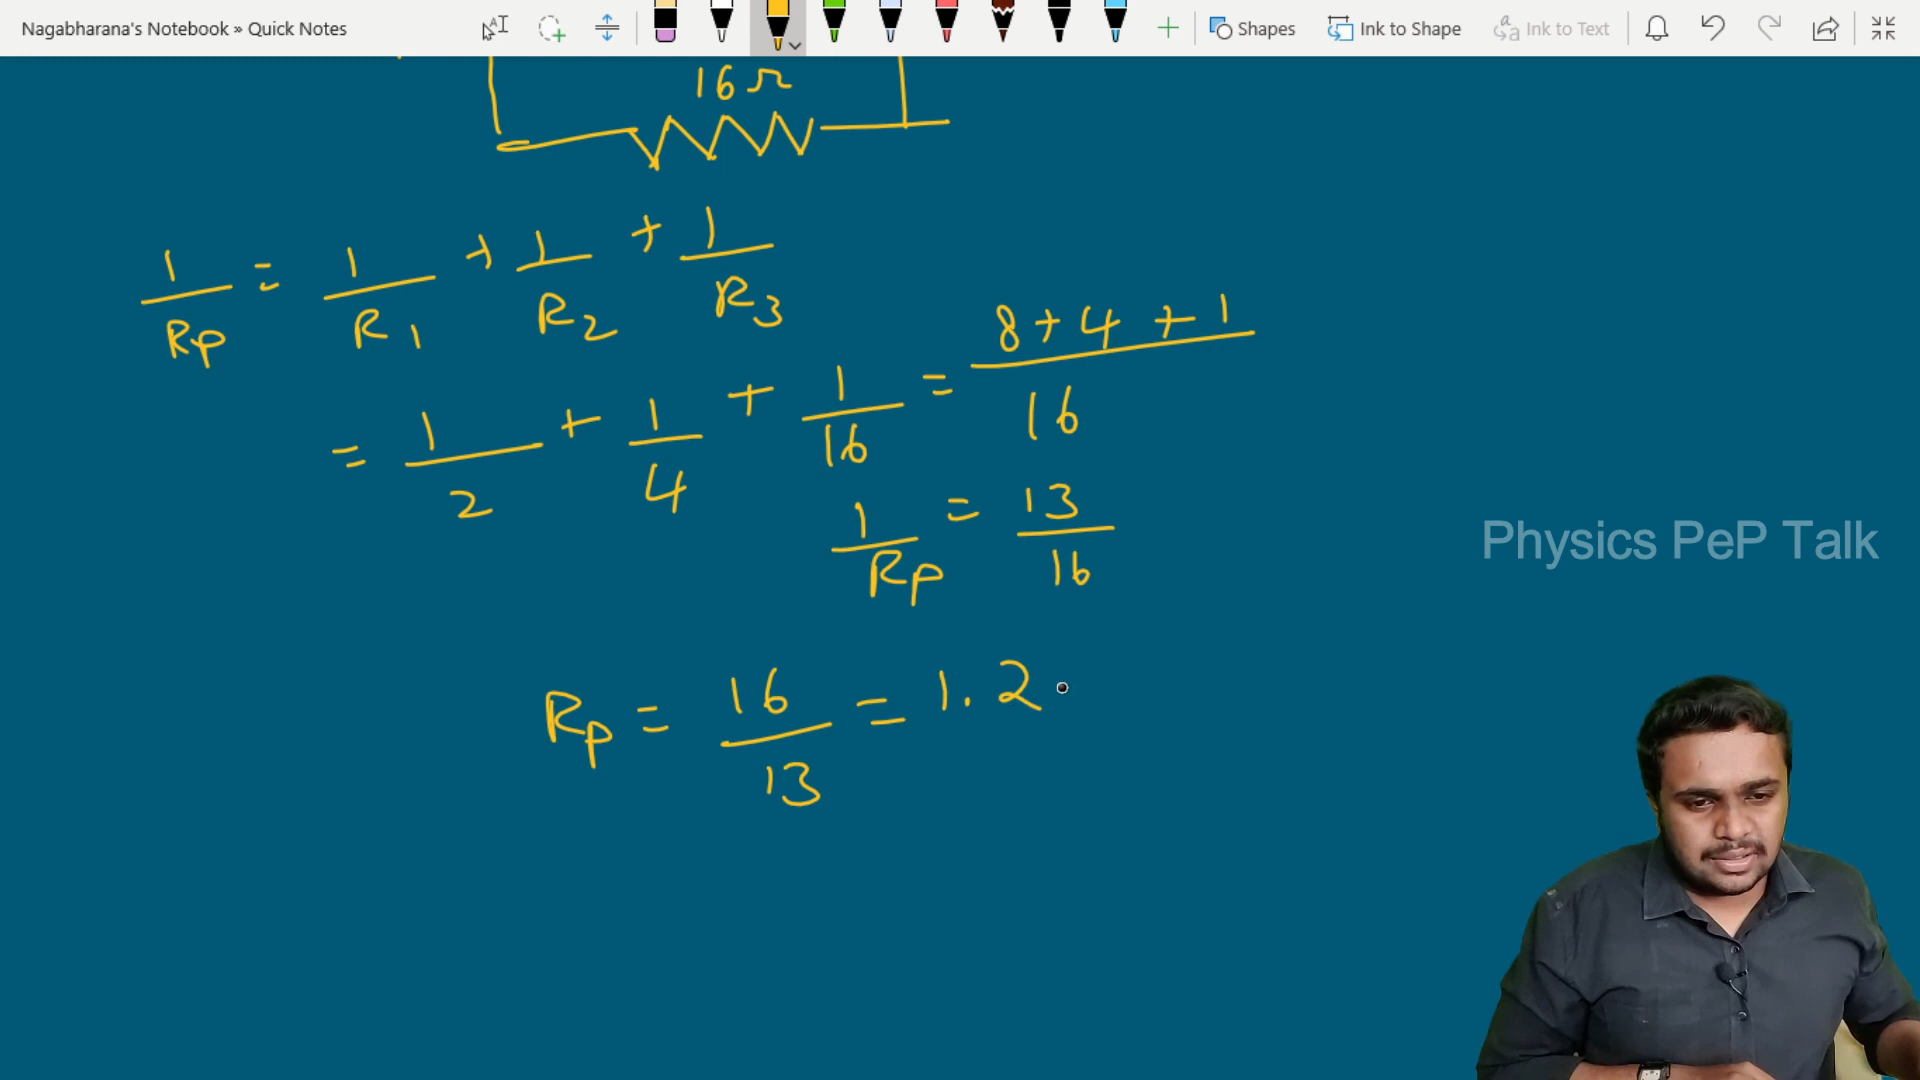 Nagabharana's Notebook » Quick Notes Shapes Ink to Shape Ink to Text
16 Ω
1/Rp = 1/R1 + 1/R2 + 1/R3
= 1/2 + 1/4 + 1/16 = 8+4+1/16
1/Rp = 13/16
Physics PeP Talk
Rp = 16/13 = 1.2